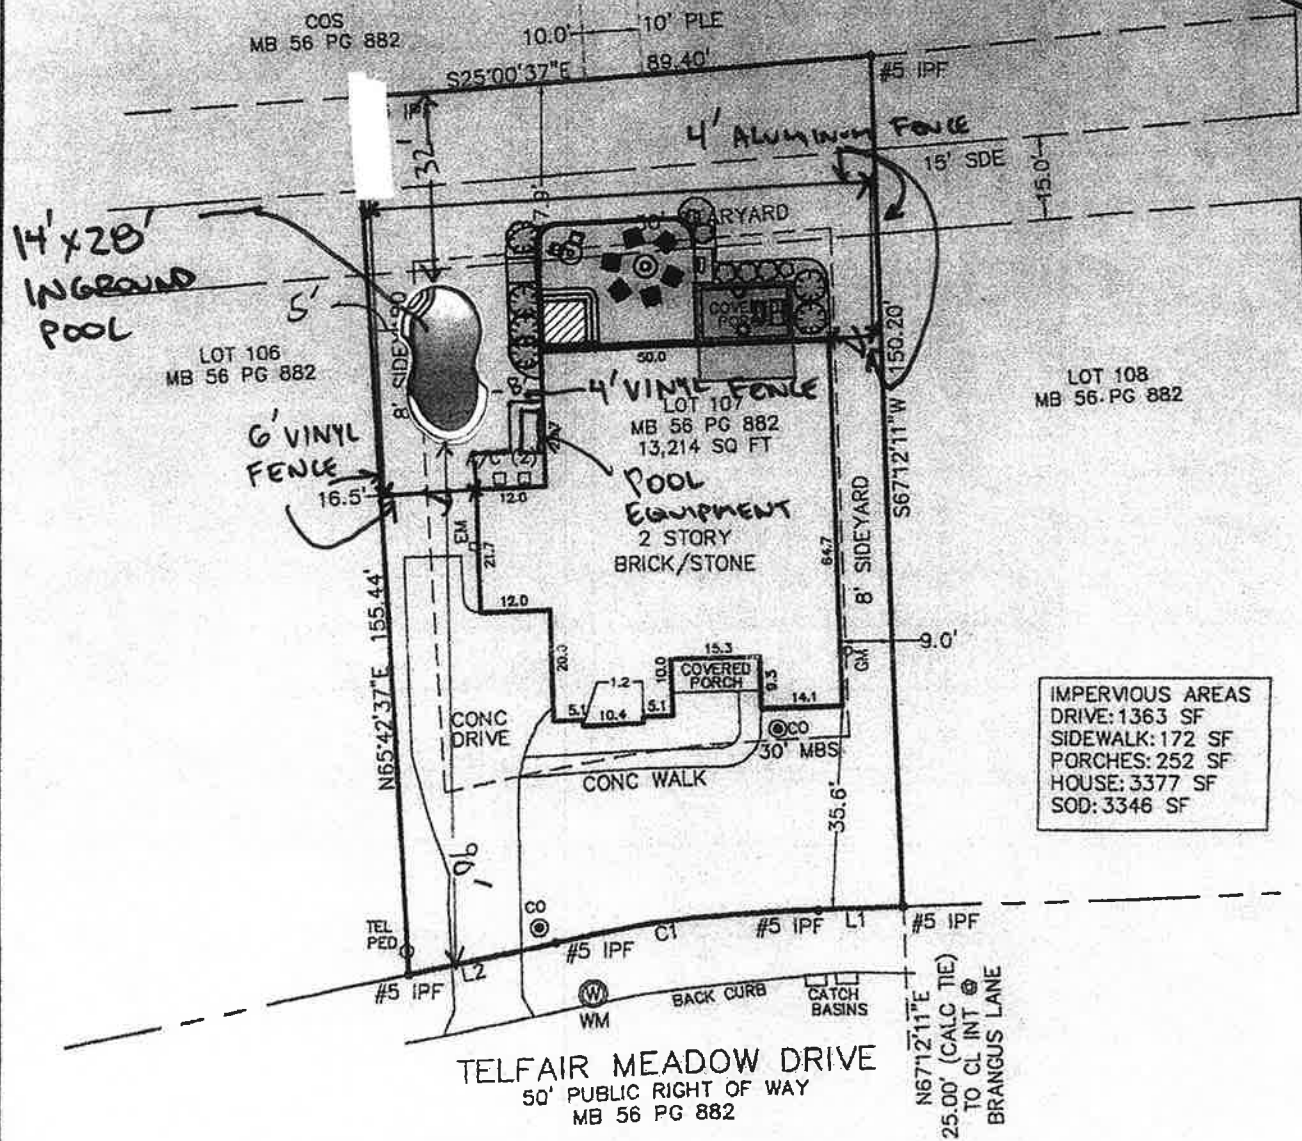 COS
MB 56 PG 882
10.0'
10' PLE
S25°00'37"E
89.40'
#5 IPF
32'
4' ALUMINUM FENCE
15' SDE
15.0'
14' x 28'
INGROUND
POOL
5'
LOT 106
MB 56 PG 882
50.0
4' VINYL FENCE
LOT 107
MB 56 PG 882
13,214 SQ FT
LOT 108
MB 56 PG 882
6' VINYL
FENCE
16.5'
12.0
POOL
EQUIPMENT
2 STORY
BRICK/STONE
EM
21.7
12.0
64.7
8' SIDEYARD
S67°12'11"W 150.20'
N65°42'37"E 155.44'
20.3
15.3
COVERED
PORCH
10.0
9.3
14.1
1.2
5.1
10.4
5.1
GM
9.0'
CONC
DRIVE
CO
30' MBS
CONC WALK
35.6'
IMPERVIOUS AREAS
DRIVE: 1363 SF
SIDEWALK: 172 SF
PORCHES: 252 SF
HOUSE: 3377 SF
SOD: 3346 SF
96'
TEL
PED
CO
#5 IPF
L2
#5 IPF
C1
#5 IPF
L1
#5 IPF
W
WM
BACK CURB
CATCH
BASINS
N67°12'11"E
25.00' (CALC TIE)
TO CL INT @
BRANGUS LANE
TELFAIR MEADOW DRIVE
50' PUBLIC RIGHT OF WAY
MB 56 PG 882